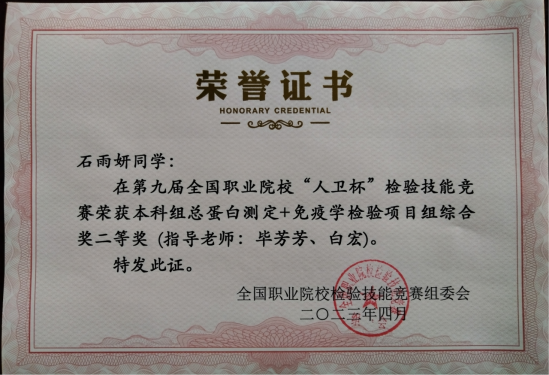 荣誉证书
HONORARY CREDENTIAL
石雨妍同学：
在第九届全国职业院校“人卫杯”检验技能竞
赛荣获本科组总蛋白测定+免疫学检验项目组综合
奖二等奖 (指导老师：毕芳芳、白宏)。
特发此证。
全国职业院校检验技能竞赛组委会
二〇二二年四月